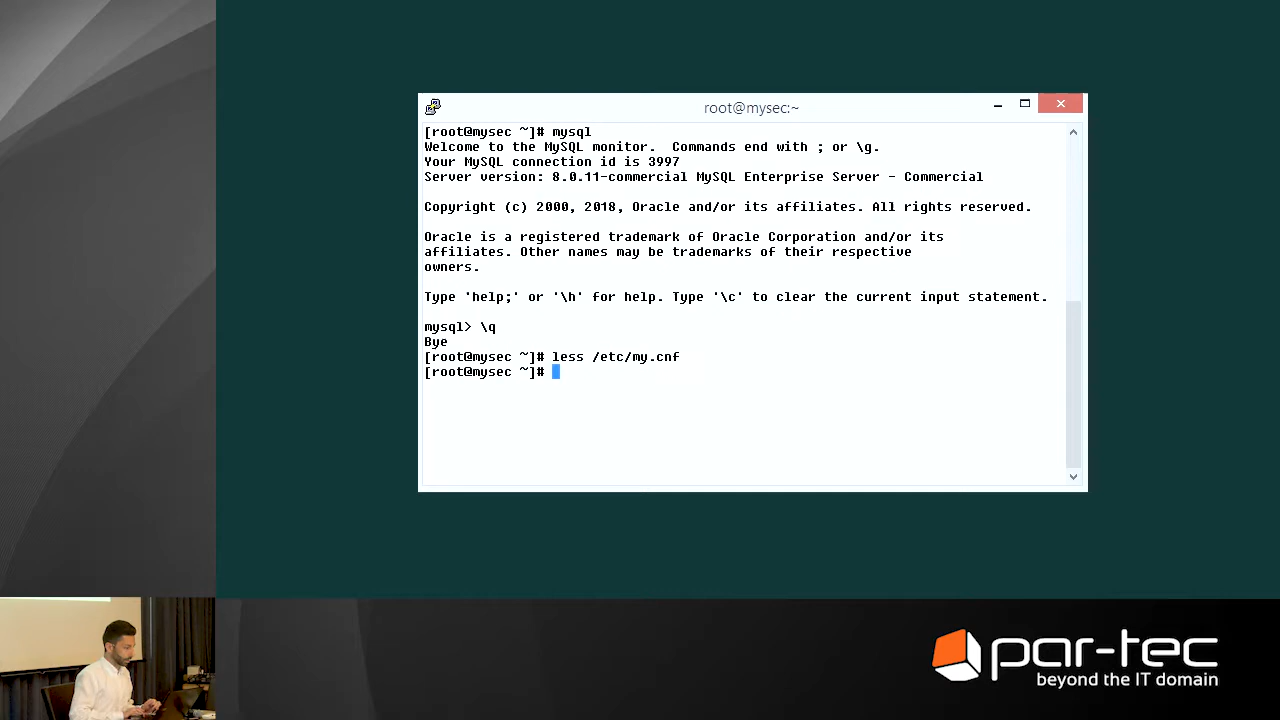 root@mysec:~
[root@mysec ~]# mysql
Welcome to the MySQL monitor.  Commands end with ; or \g.
Your MySQL connection id is 3997
Server version: 8.0.11-commercial MySQL Enterprise Server - Commercial
Copyright (c) 2000, 2018, Oracle and/or its affiliates. All rights reserved.
Oracle is a registered trademark of Oracle Corporation and/or its
affiliates. Other names may be trademarks of their respective
owners.
Type 'help;' or '\h' for help. Type '\c' to clear the current input statement.
mysql> \q
Bye
[root@mysec ~]# less /etc/my.cnf
[root@mysec ~]#
par-tec
beyond the IT domain